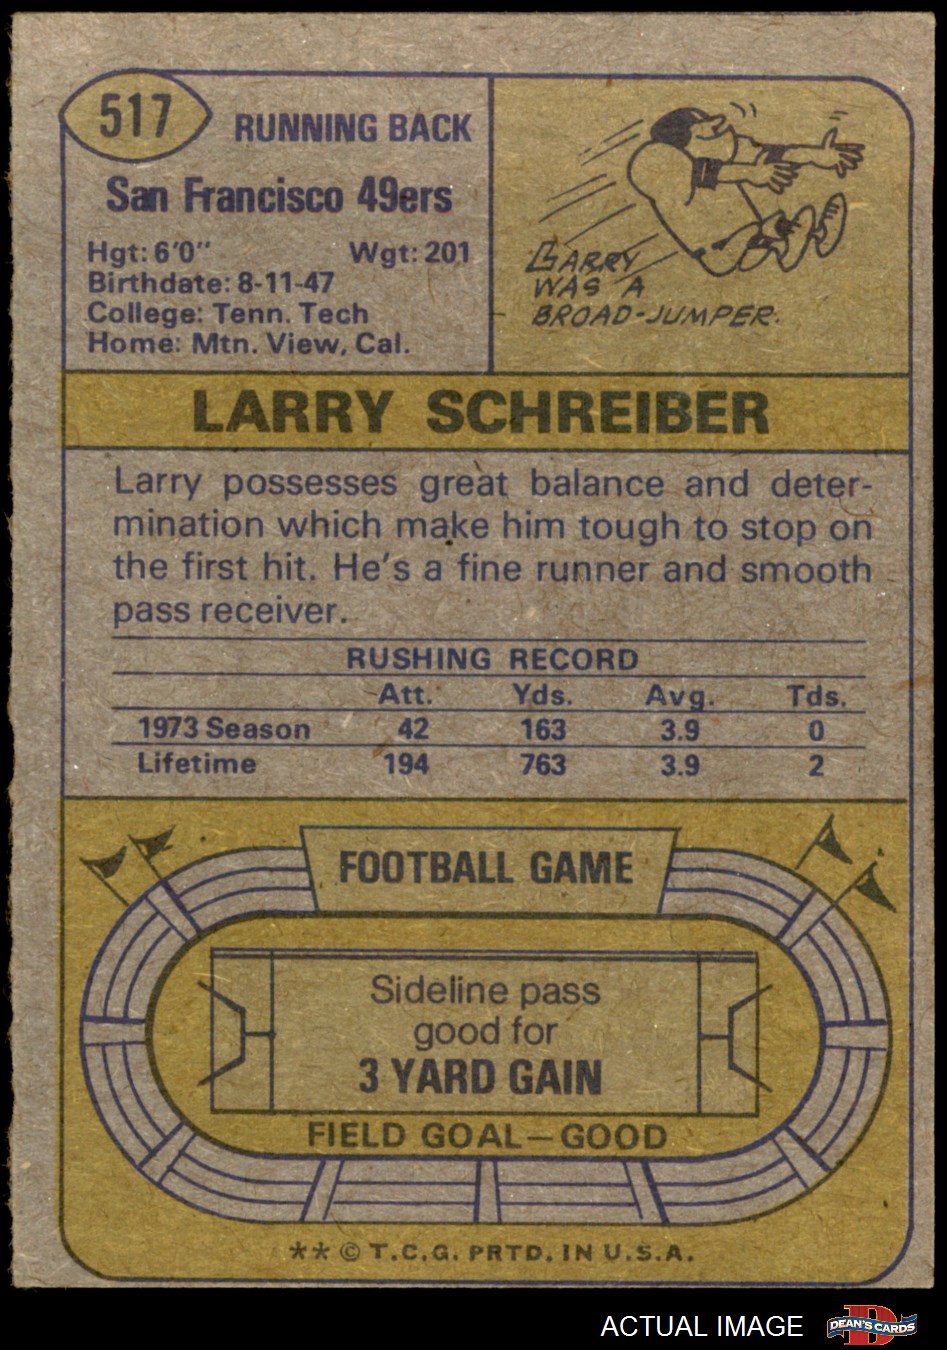 517
RUNNING BACK
San Francisco 49ers
Hgt: 6'0" Wgt: 201
Birthdate: 8-11-47
College: Tenn. Tech
Home: Mtn. View, Cal.
LARRY
WAS A
BROAD-JUMPER.
LARRY SCHREIBER
Larry possesses great balance and deter-
mination which make him tough to stop on
the first hit. He's a fine runner and smooth
pass receiver.
RUSHING RECORD
Att. Yds. Avg. Tds.
1973 Season 42 163 3.9 0
Lifetime 194 763 3.9 2
FOOTBALL GAME
Sideline pass
good for
3 YARD GAIN
FIELD GOAL—GOOD
** © T.C.G. PRTD. IN U.S.A.
ACTUAL IMAGE
DEAN'S CARDS